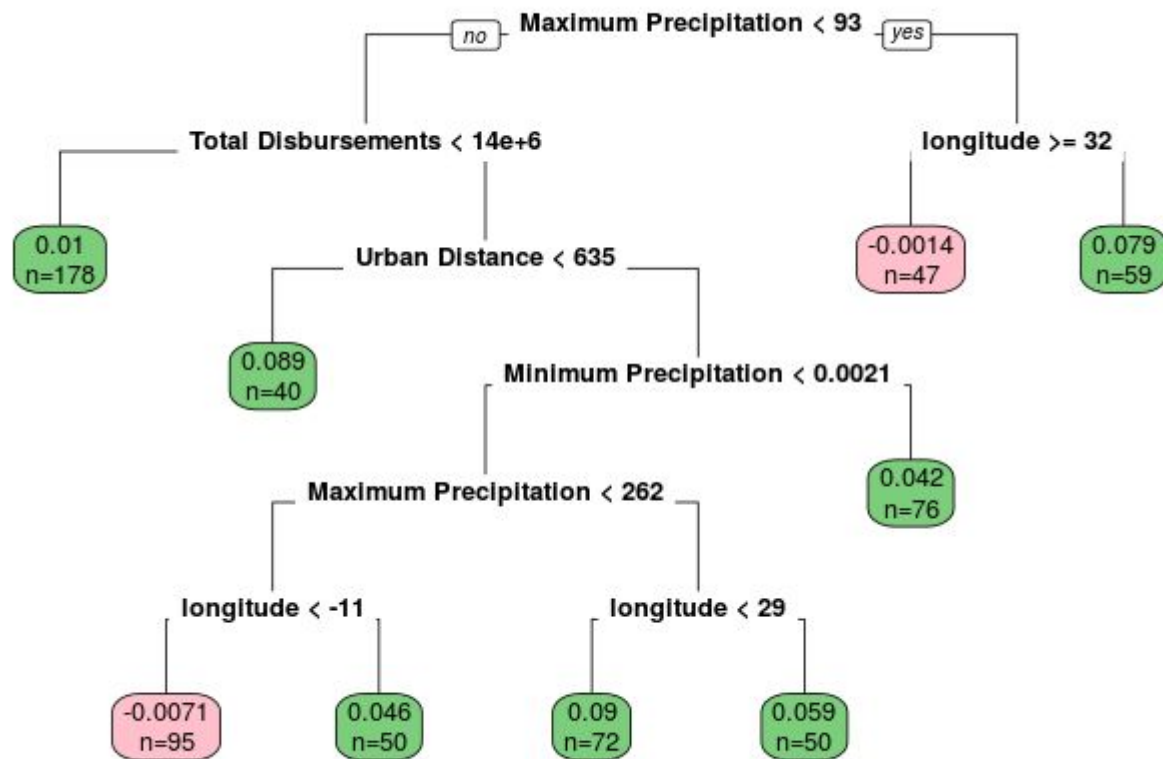 Maximum Precipitation < 93
no
yes
Total Disbursements < 14e+6
longitude >= 32
0.01
n=178
Urban Distance < 635
-0.0014
n=47
0.079
n=59
0.089
n=40
Minimum Precipitation < 0.0021
Maximum Precipitation < 262
0.042
n=76
longitude < -11
longitude < 29
-0.0071
n=95
0.046
n=50
0.09
n=72
0.059
n=50